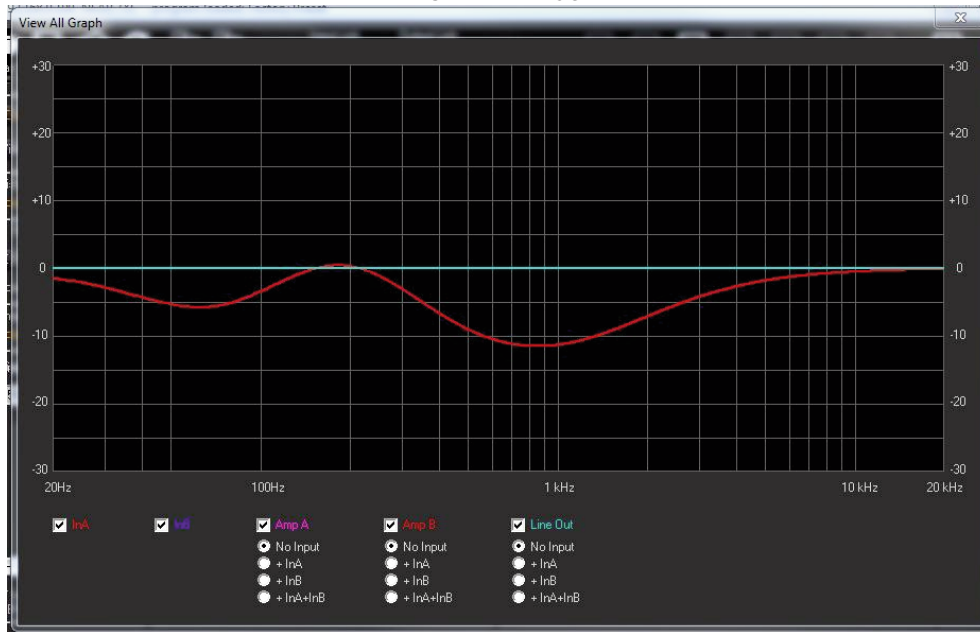 View All Graph
+30 +30
+20 +20
+10 +10
0 0
-10 -10
-20 -20
-30 -30
20Hz 100Hz 1 kHz 10 kHz 20 kHz
InA InB Amp A Amp B Line Out
No Input No Input No Input
+ InA + InA + InA
+ InB + InB + InB
+ InA+InB + InA+InB + InA+InB